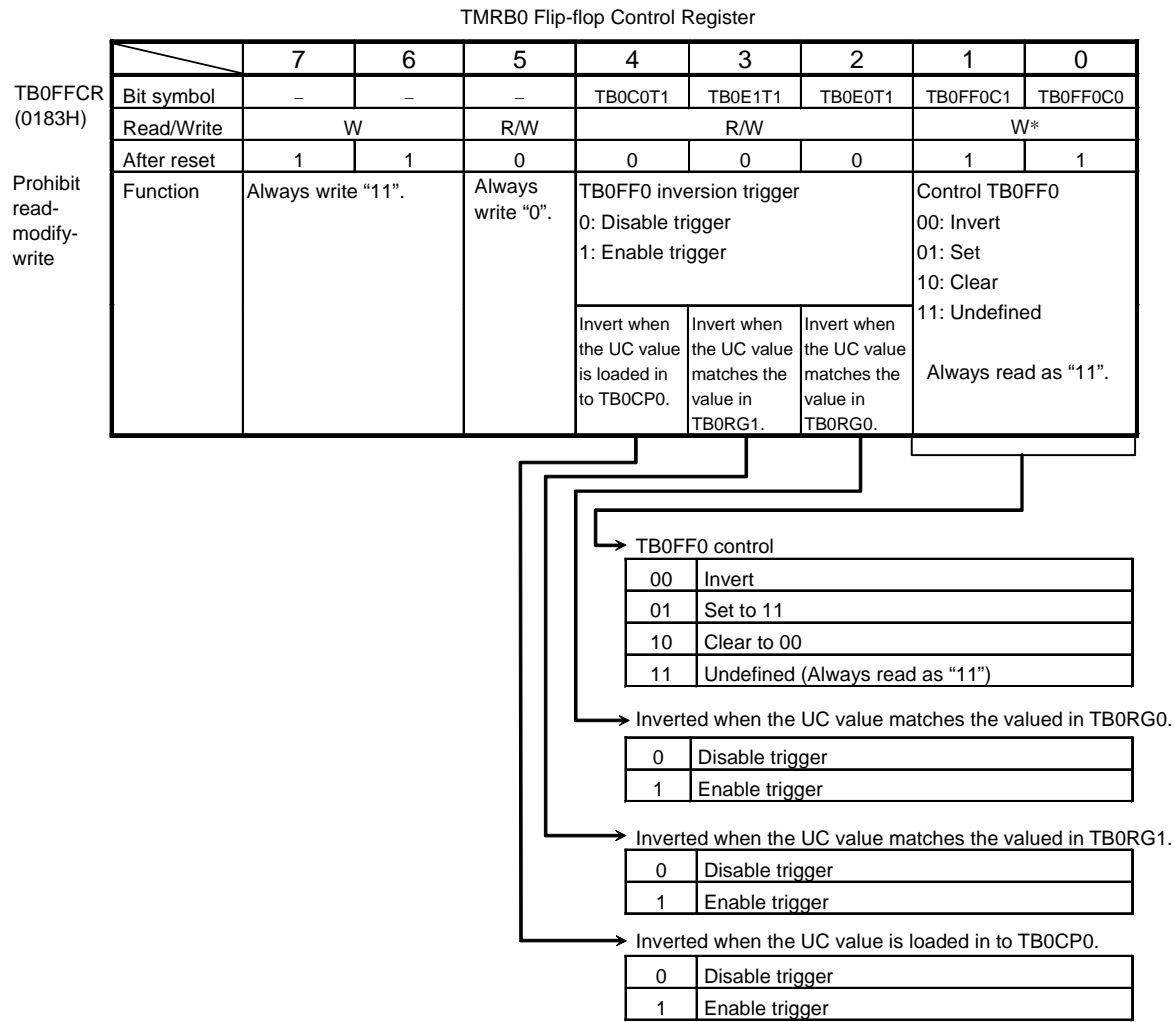 TMRB0 Flip-flop Control Register
7 6 5 4 3 2 1 0
TB0FFCR
(0183H)
Bit symbol − − − TB0C0T1 TB0E1T1 TB0E0T1 TB0FF0C1 TB0FF0C0
Read/Write W R/W R/W W*
After reset 1 1 0 0 0 0 1 1
Prohibit
read-
modify-
write
Function
Always write “11”.
Always
write “0”.
TB0FF0 inversion trigger
0: Disable trigger
1: Enable trigger
Invert when
the UC value
is loaded in
to TB0CP0.
Invert when
the UC value
matches the
value in
TB0RG1.
Invert when
the UC value
matches the
value in
TB0RG0.
Control TB0FF0
00: Invert
01: Set
10: Clear
11: Undefined
Always read as “11”.
TB0FF0 control
00 Invert
01 Set to 11
10 Clear to 00
11 Undefined (Always read as “11”)
Inverted when the UC value matches the valued in TB0RG0.
0 Disable trigger
1 Enable trigger
Inverted when the UC value matches the valued in TB0RG1.
0 Disable trigger
1 Enable trigger
Inverted when the UC value is loaded in to TB0CP0.
0 Disable trigger
1 Enable trigger